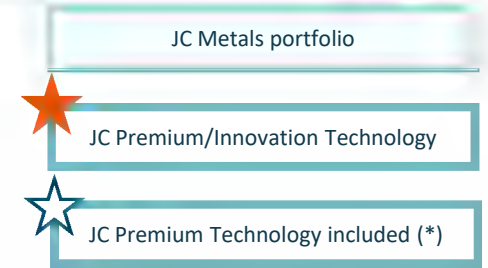 JC Metals portfolio
JC Premium/Innovation Technology
JC Premium Technology included (*)